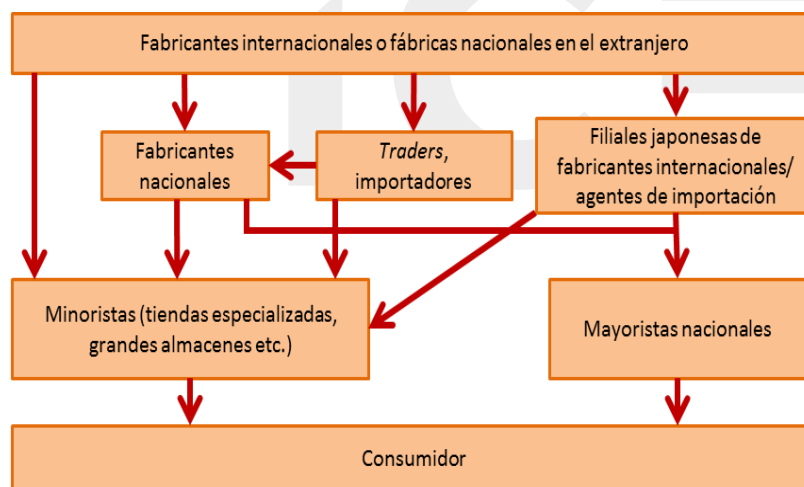 Fabricantes internacionales o fábricas nacionales en el extranjero
Fabricantes
nacionales
Traders,
importadores
Filiales japonesas de
fabricantes internacionales/
agentes de importación
Minoristas (tiendas especializadas,
grandes almacenes etc.)
Mayoristas nacionales
Consumidor